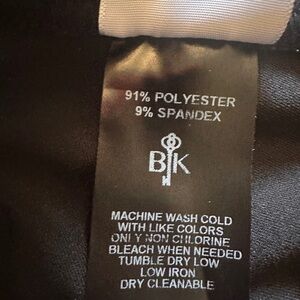 91% POLYESTER
9% SPANDEX
BK
MACHINE WASH COLD
WITH LIKE COLORS
ONLY NON CHLORINE
BLEACH WHEN NEEDED
TUMBLE DRY LOW
LOW IRON
DRY CLEANABLE